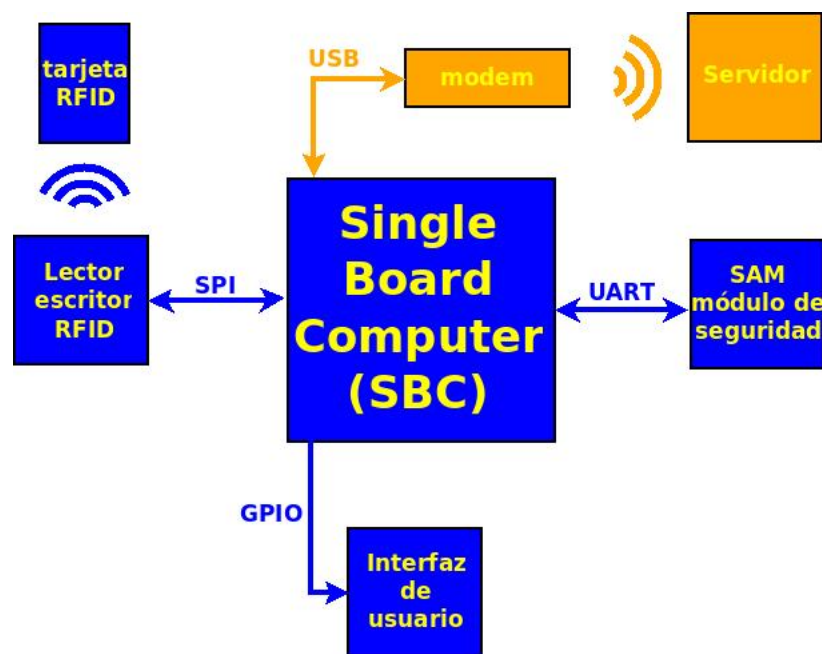 tarjeta
RFID
USB
modem
Servidor
Lector
escritor
RFID
SPI
Single
Board
Computer
(SBC)
UART
SAM
módulo de
seguridad
GPIO
Interfaz
de
usuario